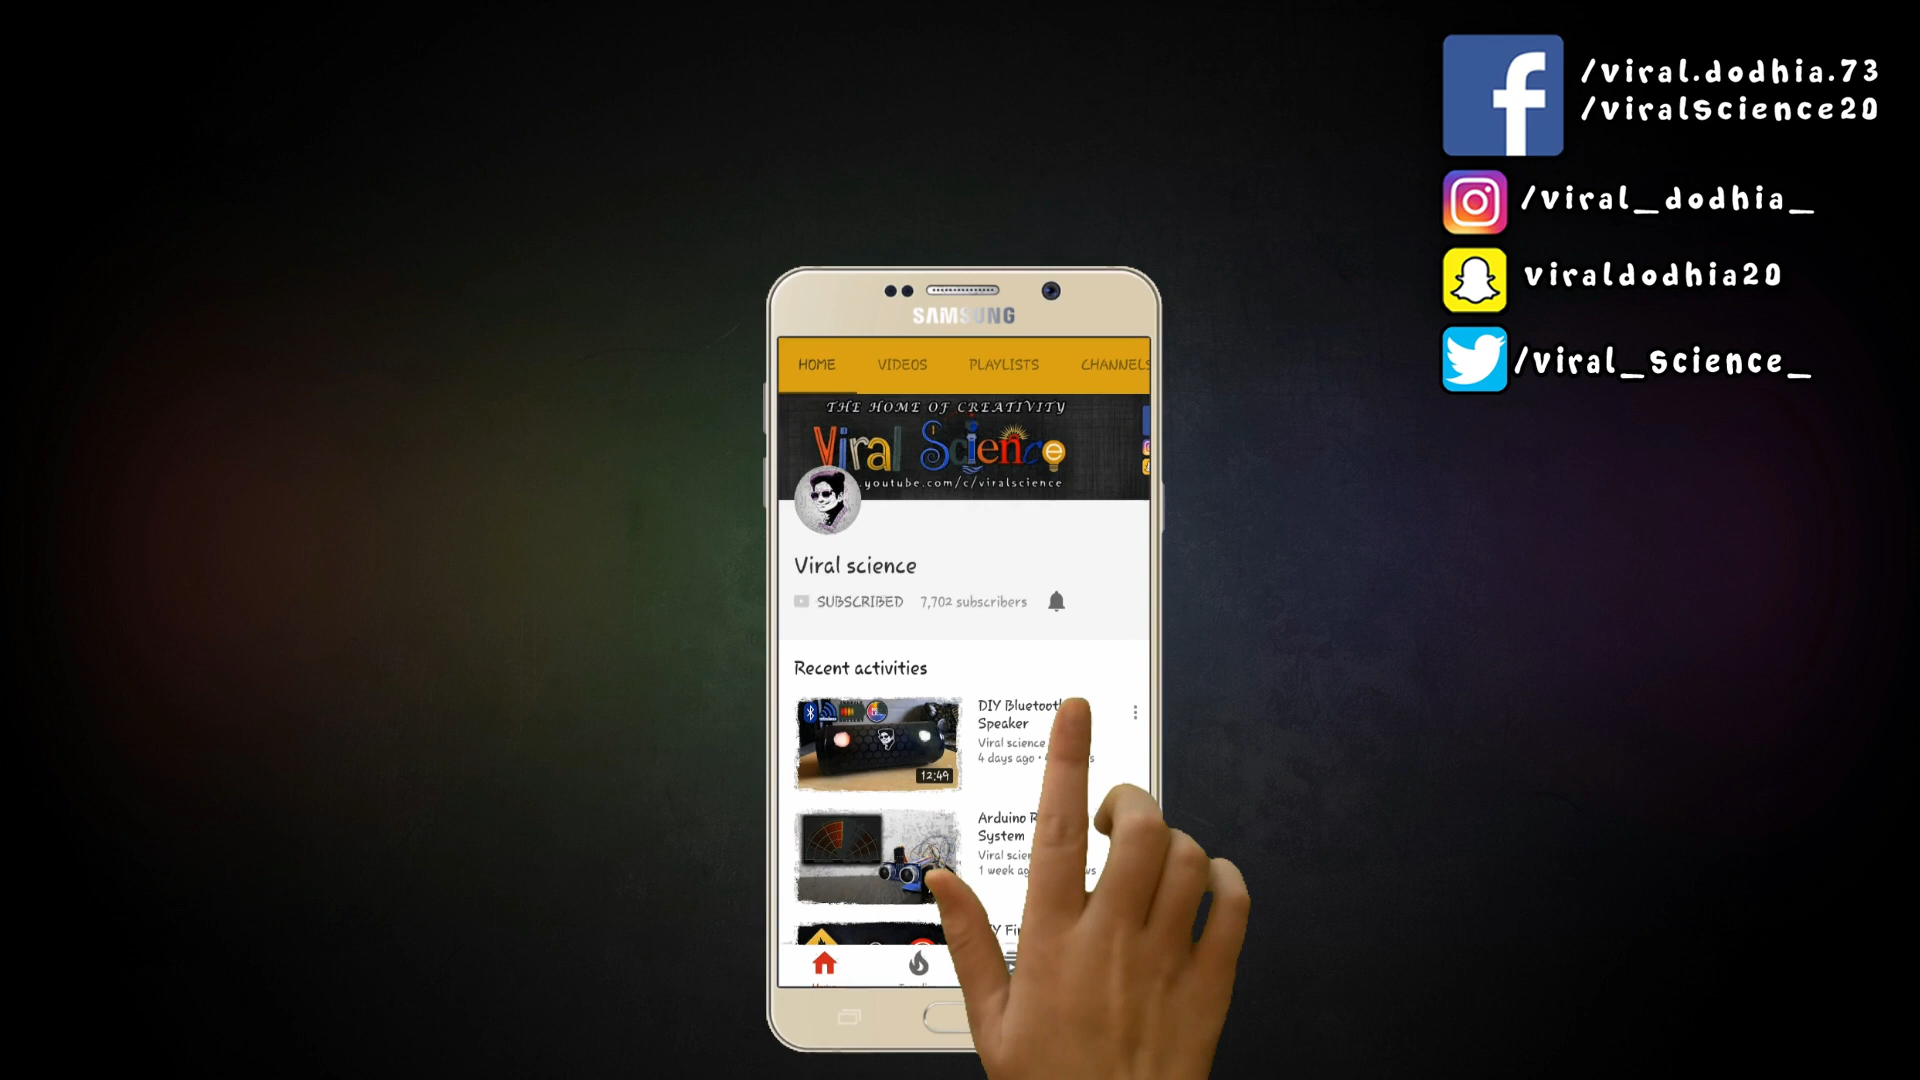 /viral.dodhia.73
/viralscience20
/viral_dodhia_
viraldodhia20
/viral_science_
SAMSUNG
HOME VIDEOS PLAYLISTS CHANNELS
THE HOME OF CREATIVITY
Viral Science
.youtube.com/c/viralscience
Viral science
SUBSCRIBED 7,702 subscribers
Recent activities
DIY Bluetooth
Speaker
Viral science
4 days ago •
12:49
Arduino
System
Viral
1 week